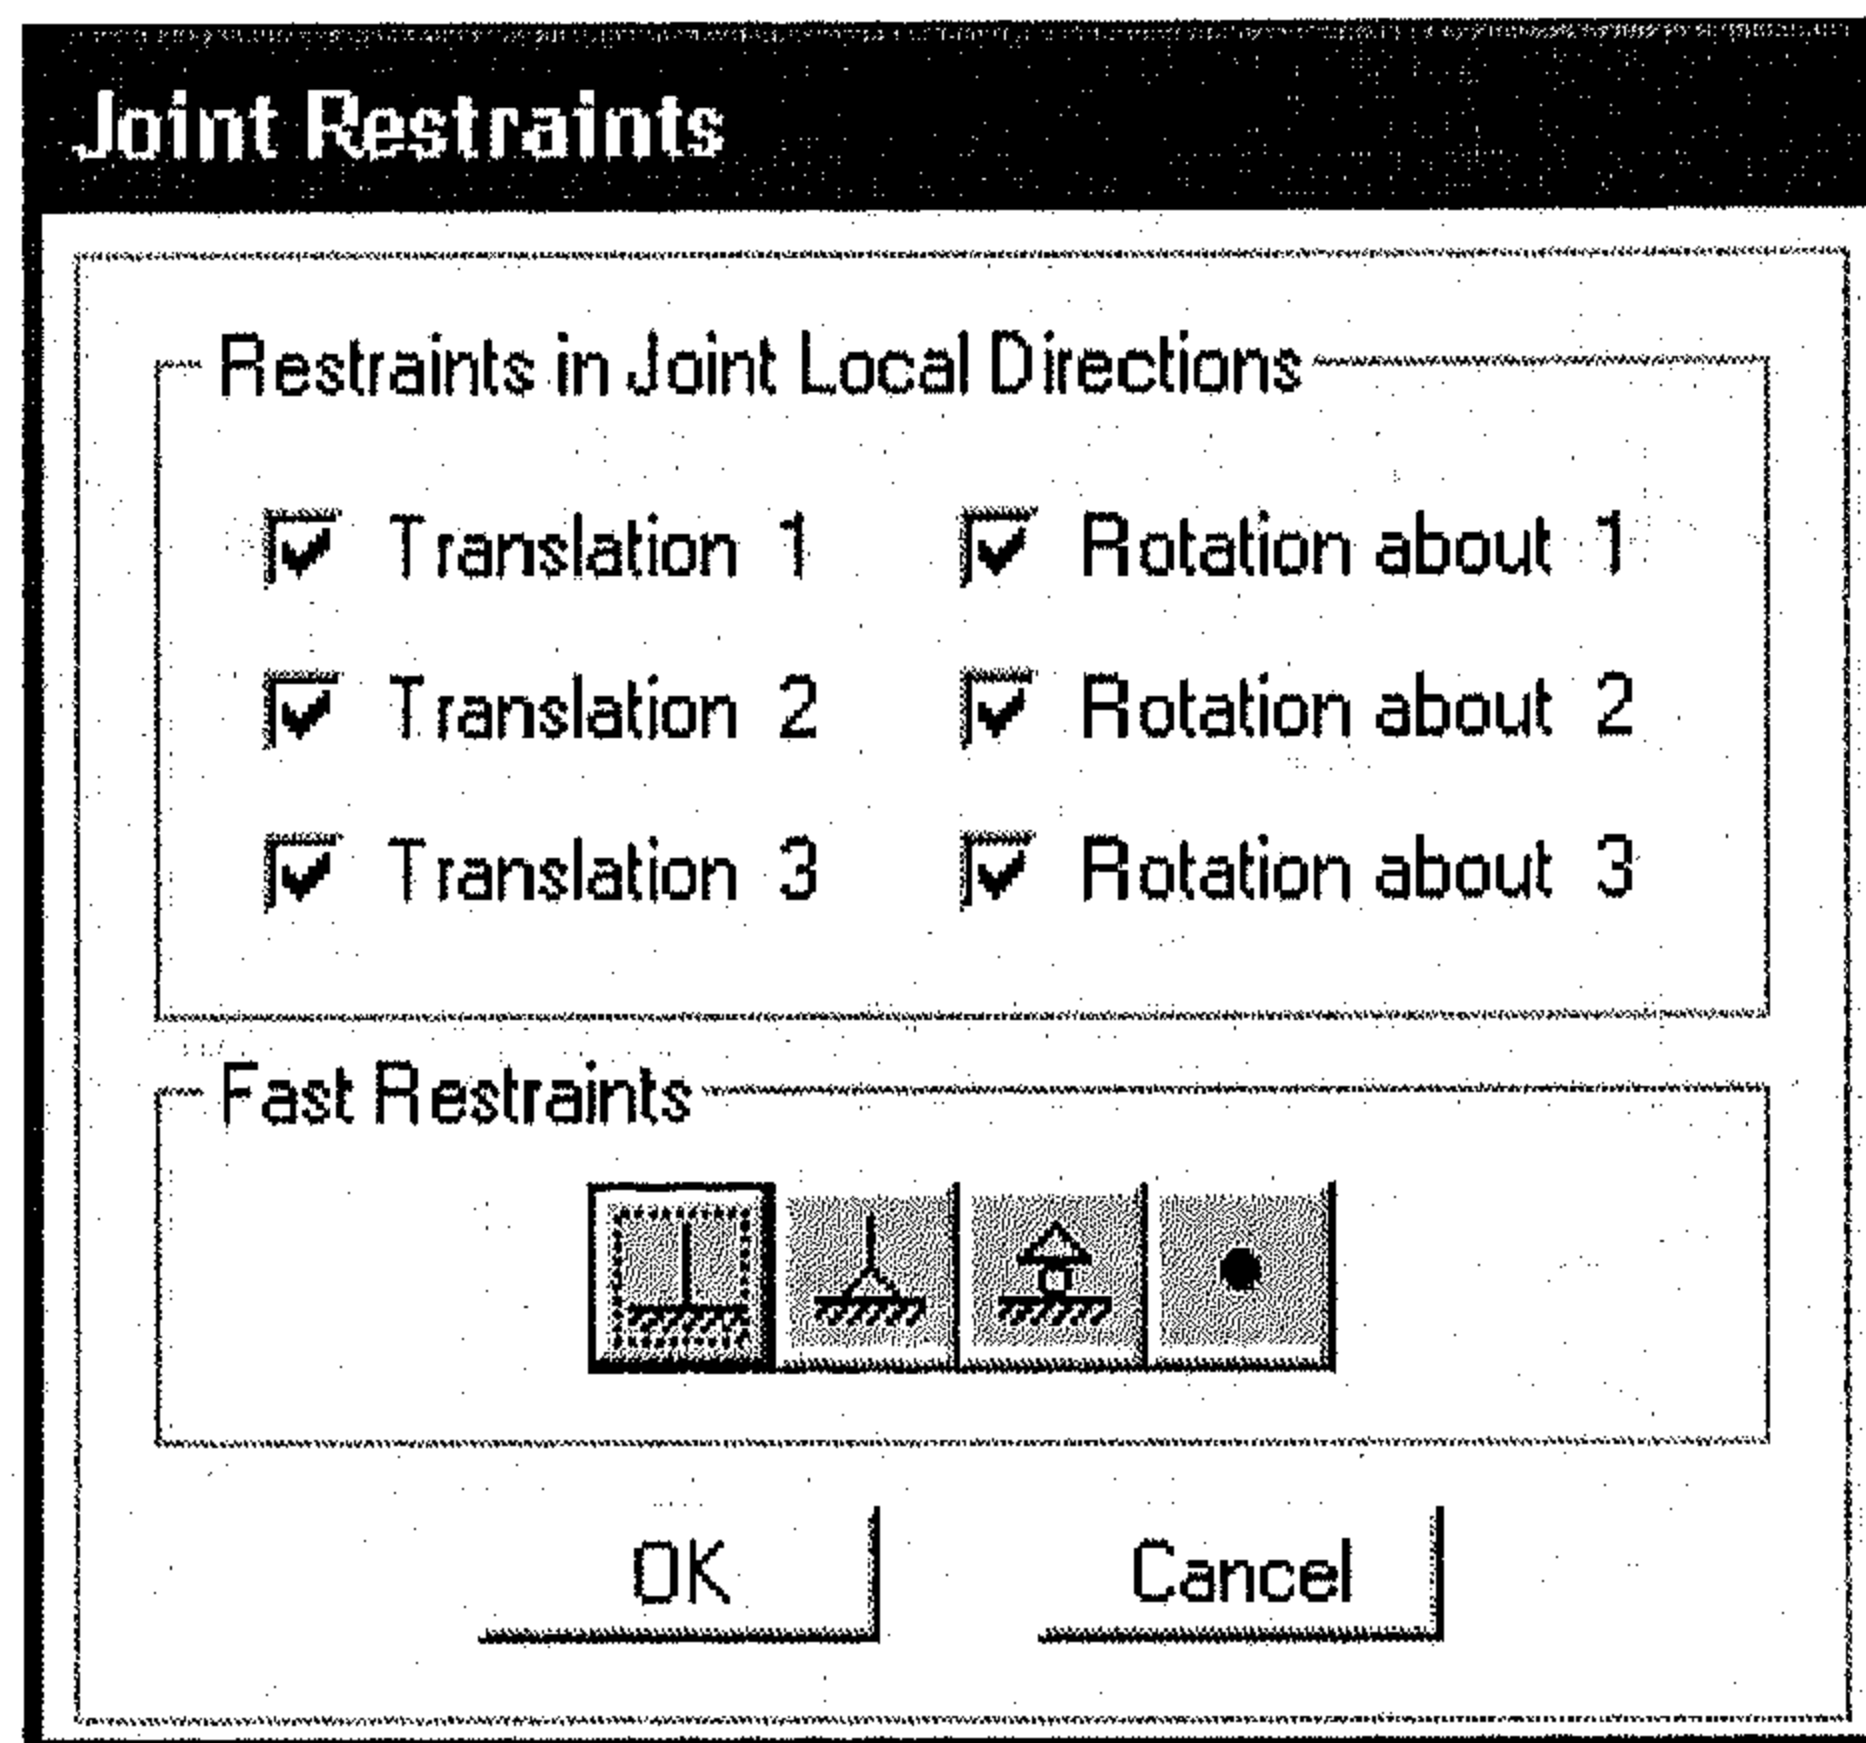 Joint Restraints
Restraints in Joint Local Directions
Translation 1 Rotation about 1
Translation 2 Rotation about 2
Translation 3 Rotation about 3
Fast Restraints
OK Cancel